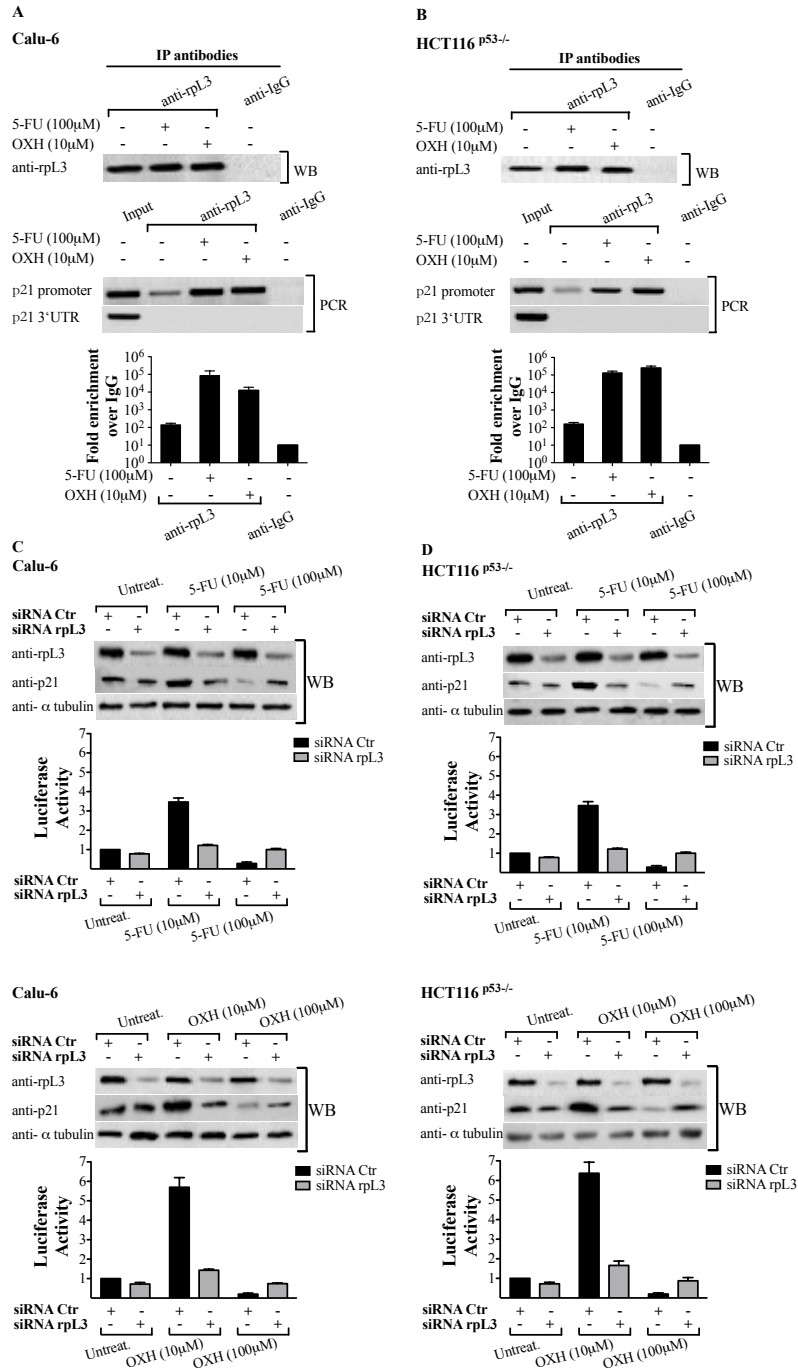 A
Calu-6
IP antibodies
anti-rpL3
anti-IgG
5-FU (100µM) - + - -
OXH (10µM) - - + -
anti-rpL3
WB
Input
anti-rpL3
anti-IgG
5-FU (100µM) - - + - -
OXH (10µM) - - - + -
p21 promoter
p21 3‘UTR
PCR
Fold enrichment
over IgG
10⁶
10⁵
10⁴
10³
10²
10¹
10⁰
5-FU (100µM) - + - -
OXH (10µM) - - + -
anti-rpL3
anti-IgG
B
HCT116 p53-/-
IP antibodies
anti-rpL3
anti-IgG
5-FU (100µM) - + - -
OXH (10µM) - - + -
anti-rpL3
WB
Input
anti-rpL3
anti-IgG
5-FU (100µM) - - + - -
OXH (10µM) - - - + -
p21 promoter
p21 3‘UTR
PCR
Fold enrichment
over IgG
10⁶
10⁵
10⁴
10³
10²
10¹
10⁰
5-FU (100µM) - + - -
OXH (10µM) - - + -
anti-rpL3
anti-IgG
C
Calu-6
Untreat.
5-FU (10µM)
5-FU (100µM)
siRNA Ctr + - + - + -
siRNA rpL3 - + - + - +
anti-rpL3
anti-p21
anti- α tubulin
WB
siRNA Ctr
siRNA rpL3
Luciferase
Activity
7
6
5
4
3
2
1
siRNA Ctr + - + - + -
siRNA rpL3 - + - + - +
Untreat.
5-FU (10µM)
5-FU (100µM)
D
HCT116 p53-/-
Untreat.
5-FU (10µM)
5-FU (100µM)
siRNA Ctr + - + - + -
siRNA rpL3 - + - + - +
anti-rpL3
anti-p21
anti- α tubulin
WB
siRNA Ctr
siRNA rpL3
Luciferase
Activity
7
6
5
4
3
2
1
siRNA Ctr + - + - + -
siRNA rpL3 - + - + - +
Untreat.
5-FU (10µM)
5-FU (100µM)
Calu-6
Untreat.
OXH (10µM)
OXH (100µM)
siRNA Ctr + - + - + -
siRNA rpL3 - + - + - +
anti-rpL3
anti-p21
anti- α tubulin
WB
siRNA Ctr
siRNA rpL3
Luciferase
Activity
7
6
5
4
3
2
1
siRNA Ctr + - + - + -
siRNA rpL3 - + - + - +
Untreat.
OXH (10µM)
OXH (100µM)
HCT116 p53-/-
Untreat.
OXH (10µM)
OXH (100µM)
siRNA Ctr + - + - + -
siRNA rpL3 - + - + - +
anti-rpL3
anti-p21
anti- α tubulin
WB
siRNA Ctr
siRNA rpL3
Luciferase
Activity
7
6
5
4
3
2
1
siRNA Ctr + - + - + -
siRNA rpL3 - + - + - +
Untreat.
OXH (10µM)
OXH (100µM)